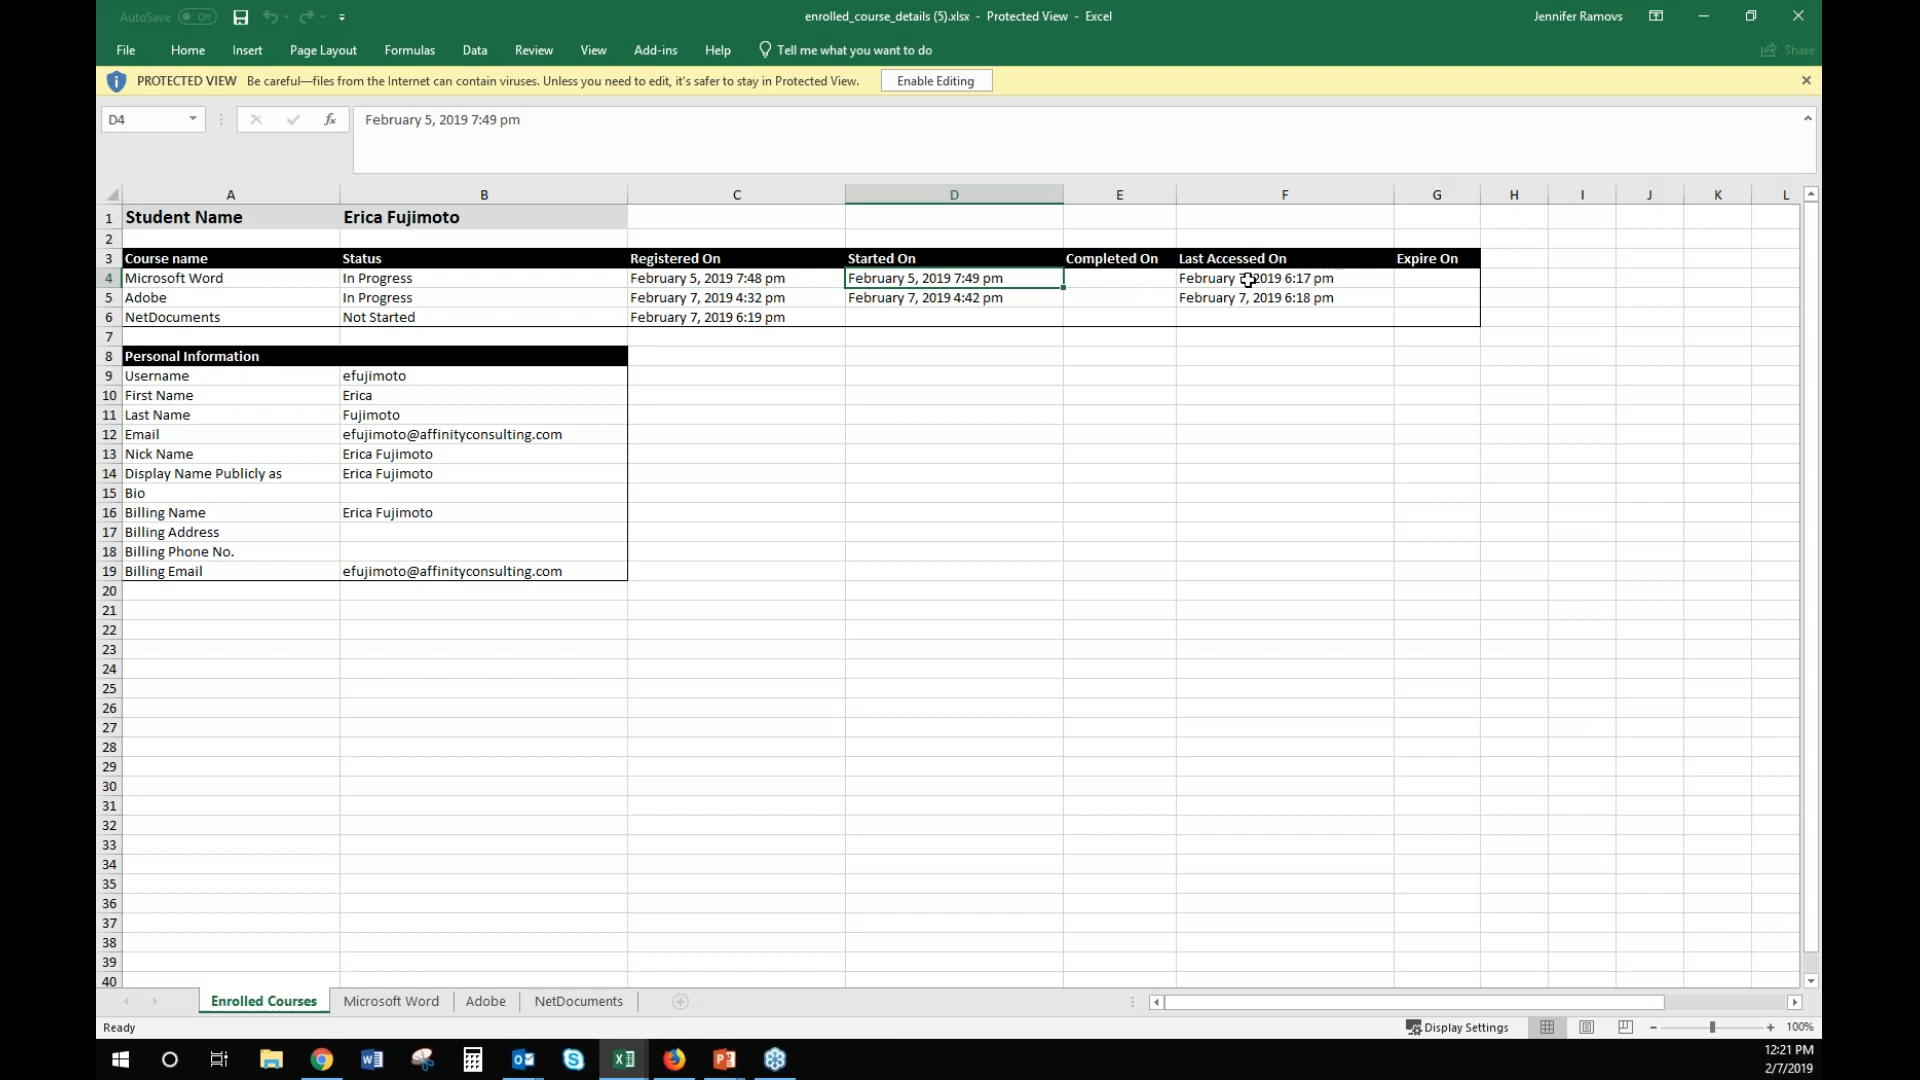 AutoSave Off enrolled_course_details (5).xlsx - Protected View - Excel Jennifer Ramovs
File Home Insert Page Layout Formulas Data Review View Add-ins Help Tell me what you want to do Share
PROTECTED VIEW Be careful—files from the Internet can contain viruses. Unless you need to edit, it's safer to stay in Protected View. Enable Editing
D4 fx February 5, 2019 7:49 pm
A B C D E F G H I J K L
1 Student Name Erica Fujimoto
2
3 Course name Status Registered On Started On Completed On Last Accessed On Expire On
4 Microsoft Word In Progress February 5, 2019 7:48 pm February 5, 2019 7:49 pm February 2019 6:17 pm
5 Adobe In Progress February 7, 2019 4:32 pm February 7, 2019 4:42 pm February 7, 2019 6:18 pm
6 NetDocuments Not Started February 7, 2019 6:19 pm
7
8 Personal Information
9 Username efujimoto
10 First Name Erica
11 Last Name Fujimoto
12 Email efujimoto@affinityconsulting.com
13 Nick Name Erica Fujimoto
14 Display Name Publicly as Erica Fujimoto
15 Bio
16 Billing Name Erica Fujimoto
17 Billing Address
18 Billing Phone No.
19 Billing Email efujimoto@affinityconsulting.com
20
21
22
23
24
25
26
27
28
29
30
31
32
33
34
35
36
37
38
39
40
Enrolled Courses Microsoft Word Adobe NetDocuments
Ready Display Settings 100%
12:21 PM
2/7/2019